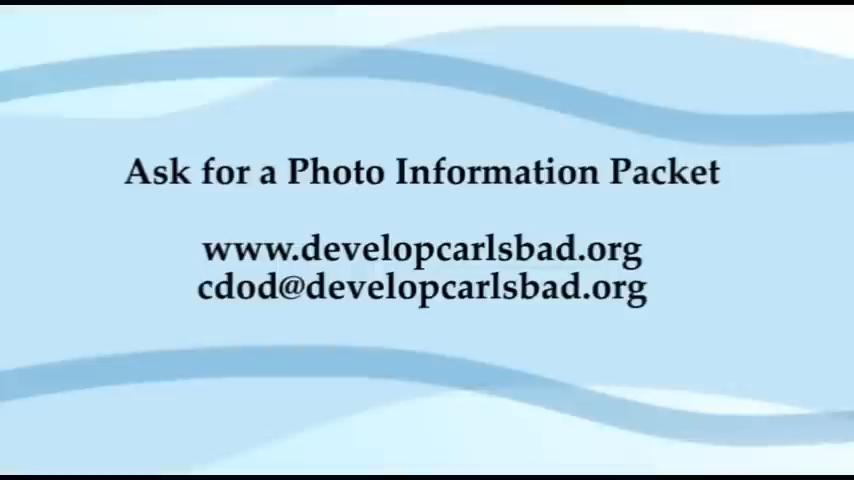 Ask for a Photo Information Packet
www.developcarlsbad.org
cdod@developcarlsbad.org